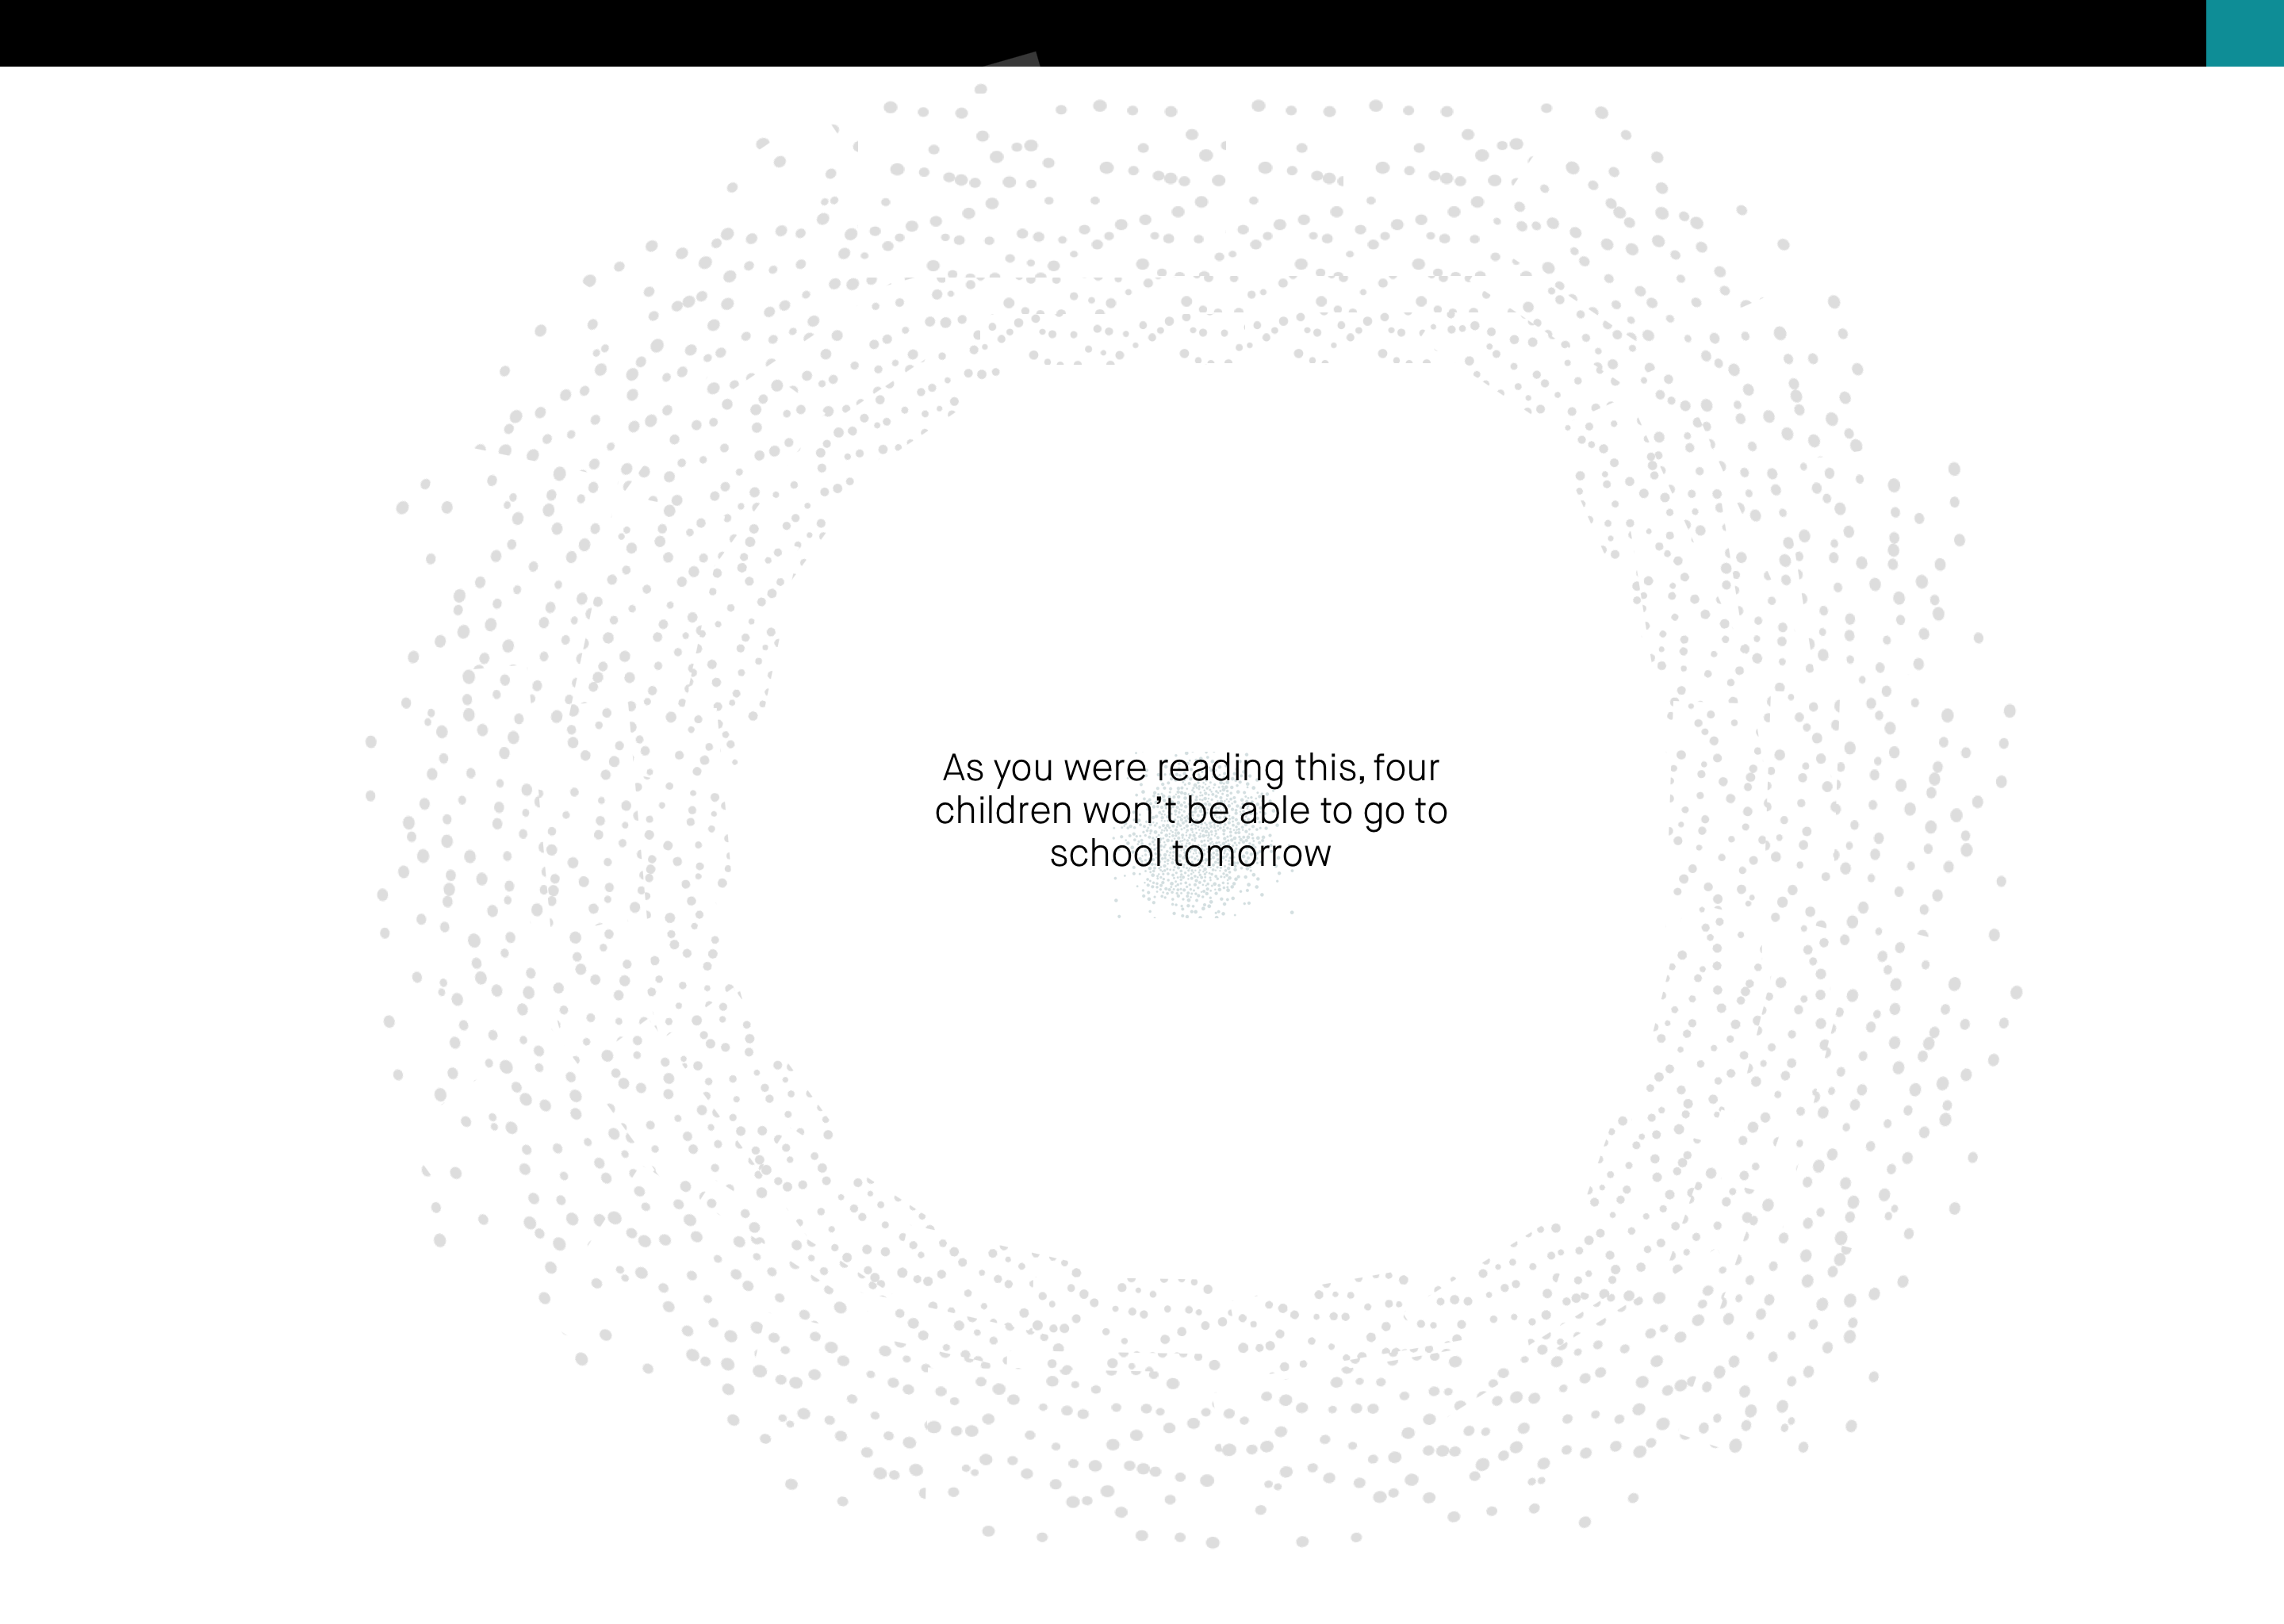 As you were reading this, four
children won’t be able to go to
school tomorrow